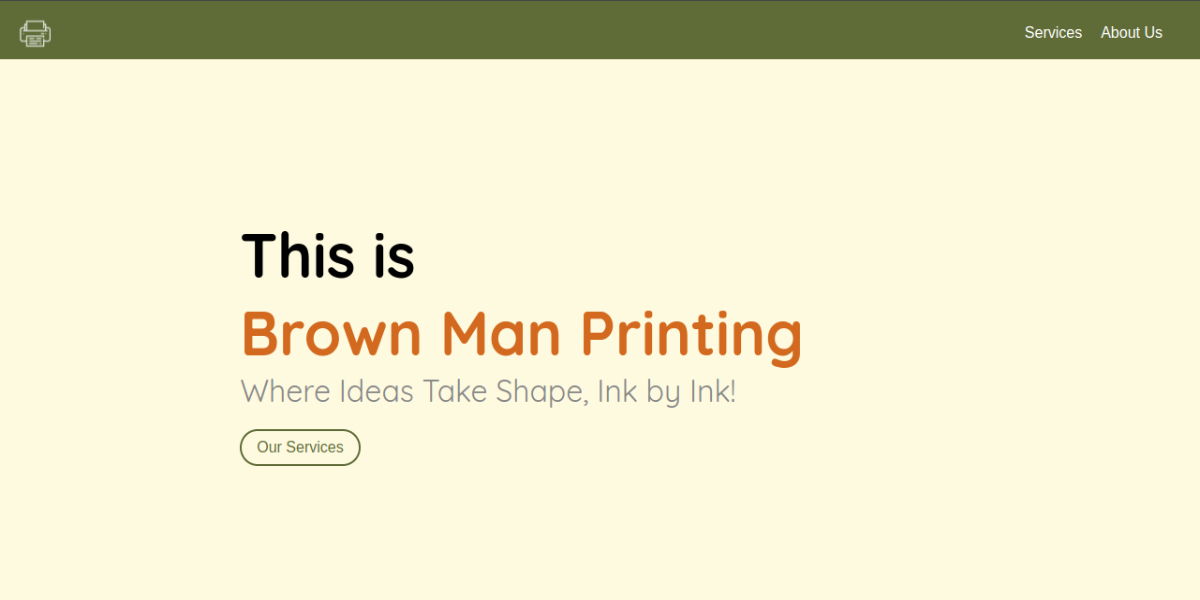 Services About Us
This is
Brown Man Printing
Where Ideas Take Shape, Ink by Ink!
Our Services